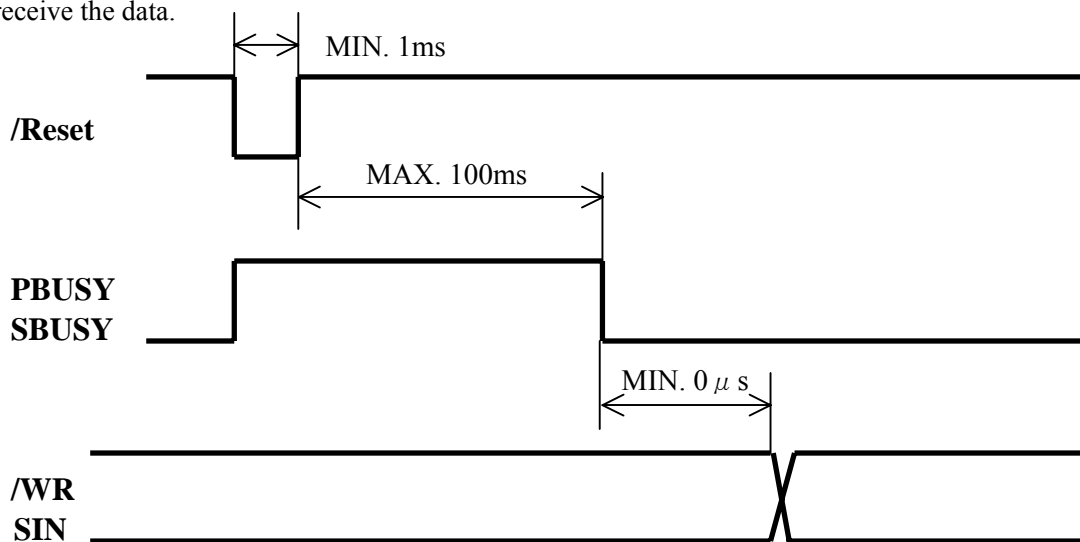 receive the data.
MIN. 1ms
/Reset
MAX. 100ms
PBUSY
SBUSY
MIN. 0 μ s
/WR
SIN